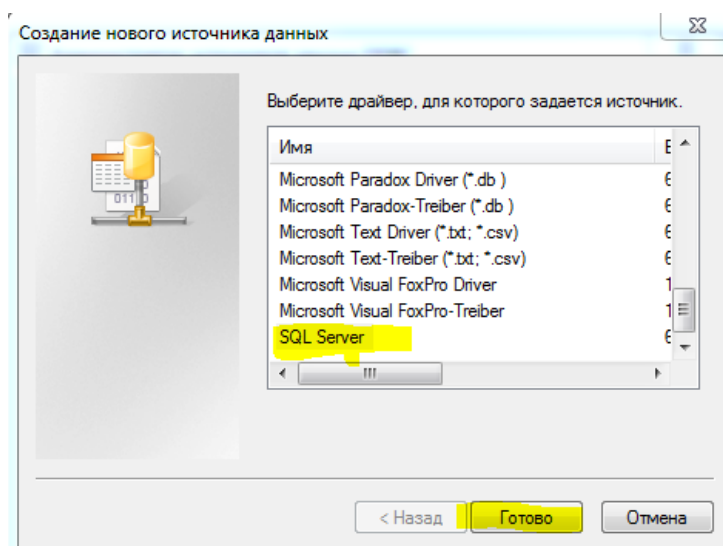 Создание нового источника данных
Выберите драйвер, для которого задается источник.
Имя
Microsoft Paradox Driver (*.db )
Microsoft Paradox-Treiber (*.db )
Microsoft Text Driver (*.txt; *.csv)
Microsoft Text-Treiber (*.txt; *.csv)
Microsoft Visual FoxPro Driver
Microsoft Visual FoxPro-Treiber
SQL Server
< Назад Готово Отмена